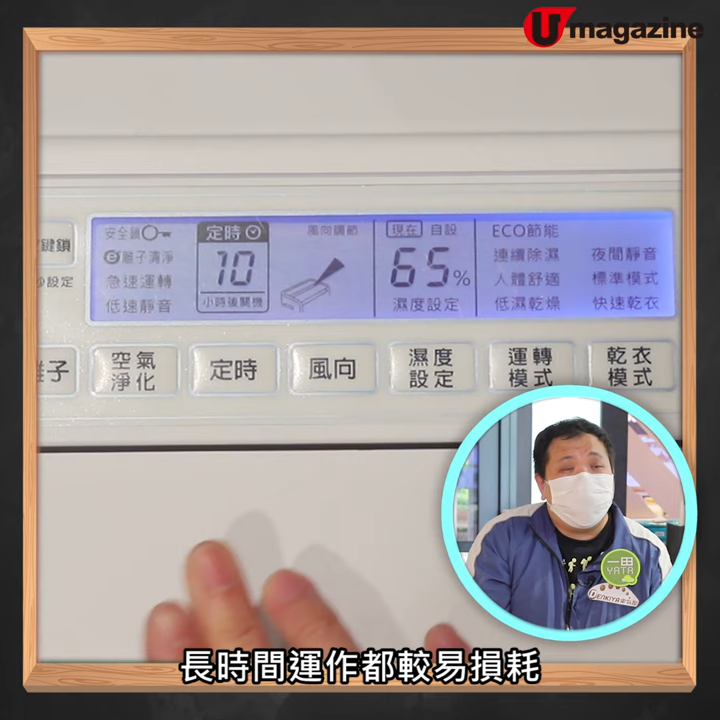 U magazine
安全鎖
定時
風向調節
現在 自設
ECO節能
鍵鎖
離子清淨
10
65%
連續除濕
夜間靜音
秒設定
急速運轉
人體舒適
標準模式
低速靜音
小時後關機
濕度設定
低濕乾燥
快速乾衣
子
空氣
淨化
定時
風向
濕度
設定
運轉
模式
乾衣
模式
一田
YATA
DENKIYA
長時間運作都較易損耗